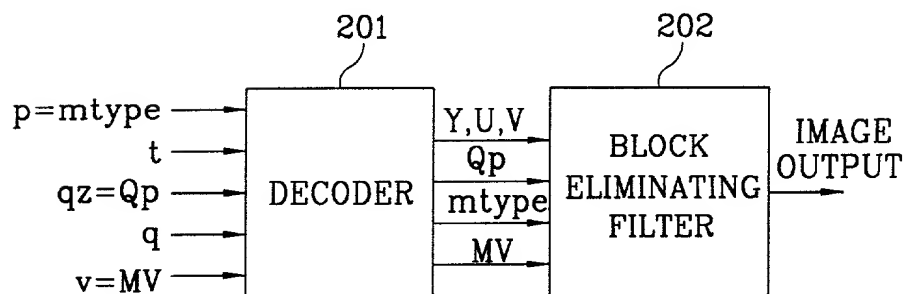 201
202
p=mtype
t
qz=Qp
q
v=MV
DECODER
Y,U,V
Qp
mtype
MV
BLOCK
ELIMINATING
FILTER
IMAGE
OUTPUT